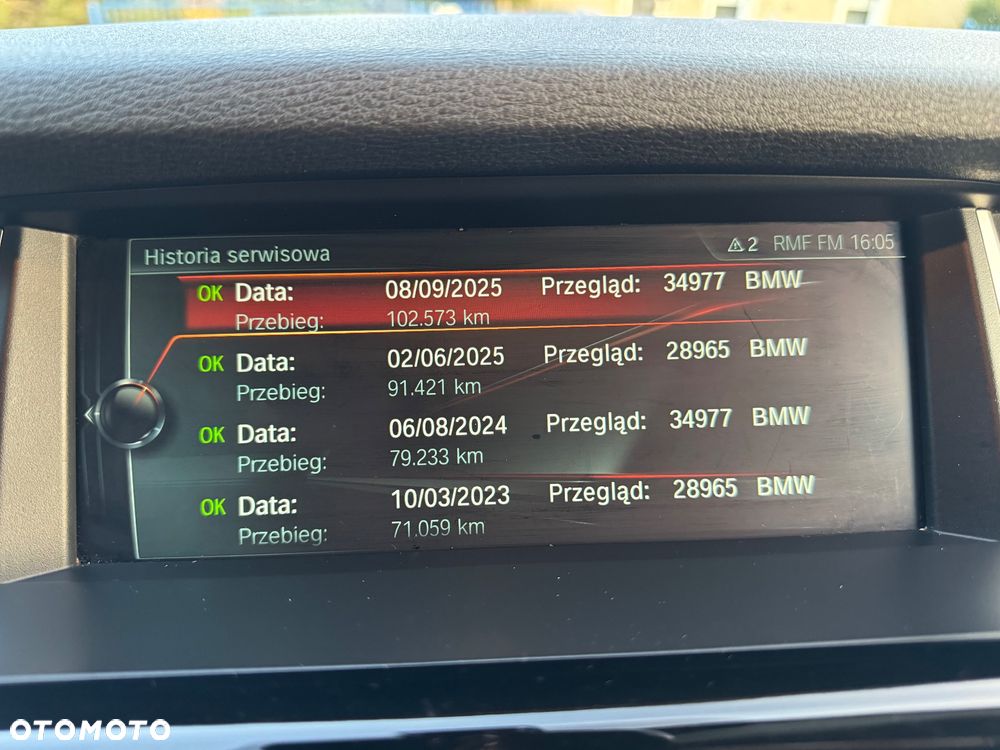 Historia serwisowa 2 RMF FM 16:05
OK Data: 08/09/2025 Przegląd: 34977 BMW
Przebieg: 102.573 km
OK Data: 02/06/2025 Przegląd: 28965 BMW
Przebieg: 91.421 km
OK Data: 06/08/2024 Przegląd: 34977 BMW
Przebieg: 79.233 km
OK Data: 10/03/2023 Przegląd: 28965 BMW
Przebieg: 71.059 km
OTOMOTO